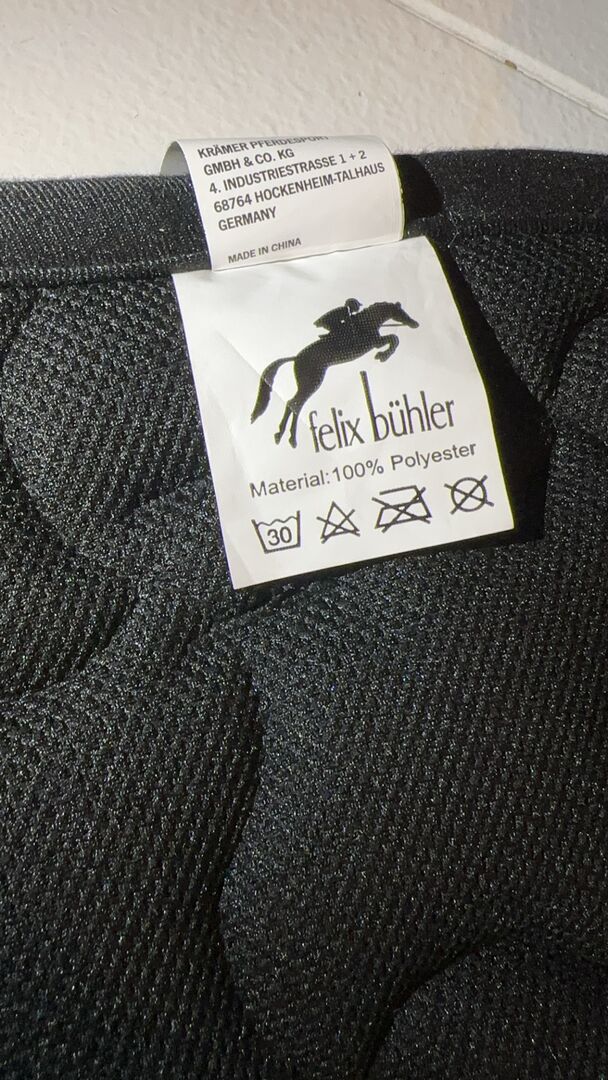 KRÄMER PFERDESPORT
GMBH & CO. KG
4. INDUSTRIESTRASSE 1 + 2
68764 HOCKENHEIM-TALHAUS
GERMANY
MADE IN CHINA
felix bühler
Material:100% Polyester
30